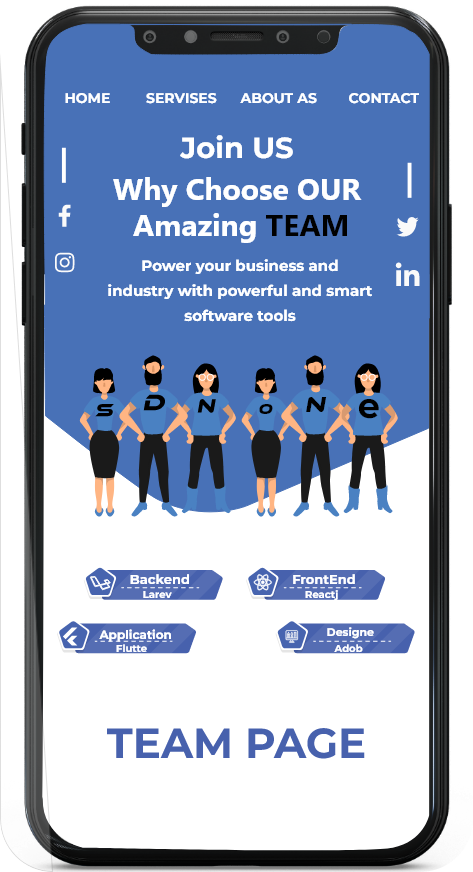 HOME SERVISES ABOUT AS CONTACT
Join US
Why Choose OUR
Amazing TEAM
Power your business and
industry with powerful and smart
software tools
S D N o N e
Backend FrontEnd
Larev Reactj
Application Designe
Flutte Adob
TEAM PAGE